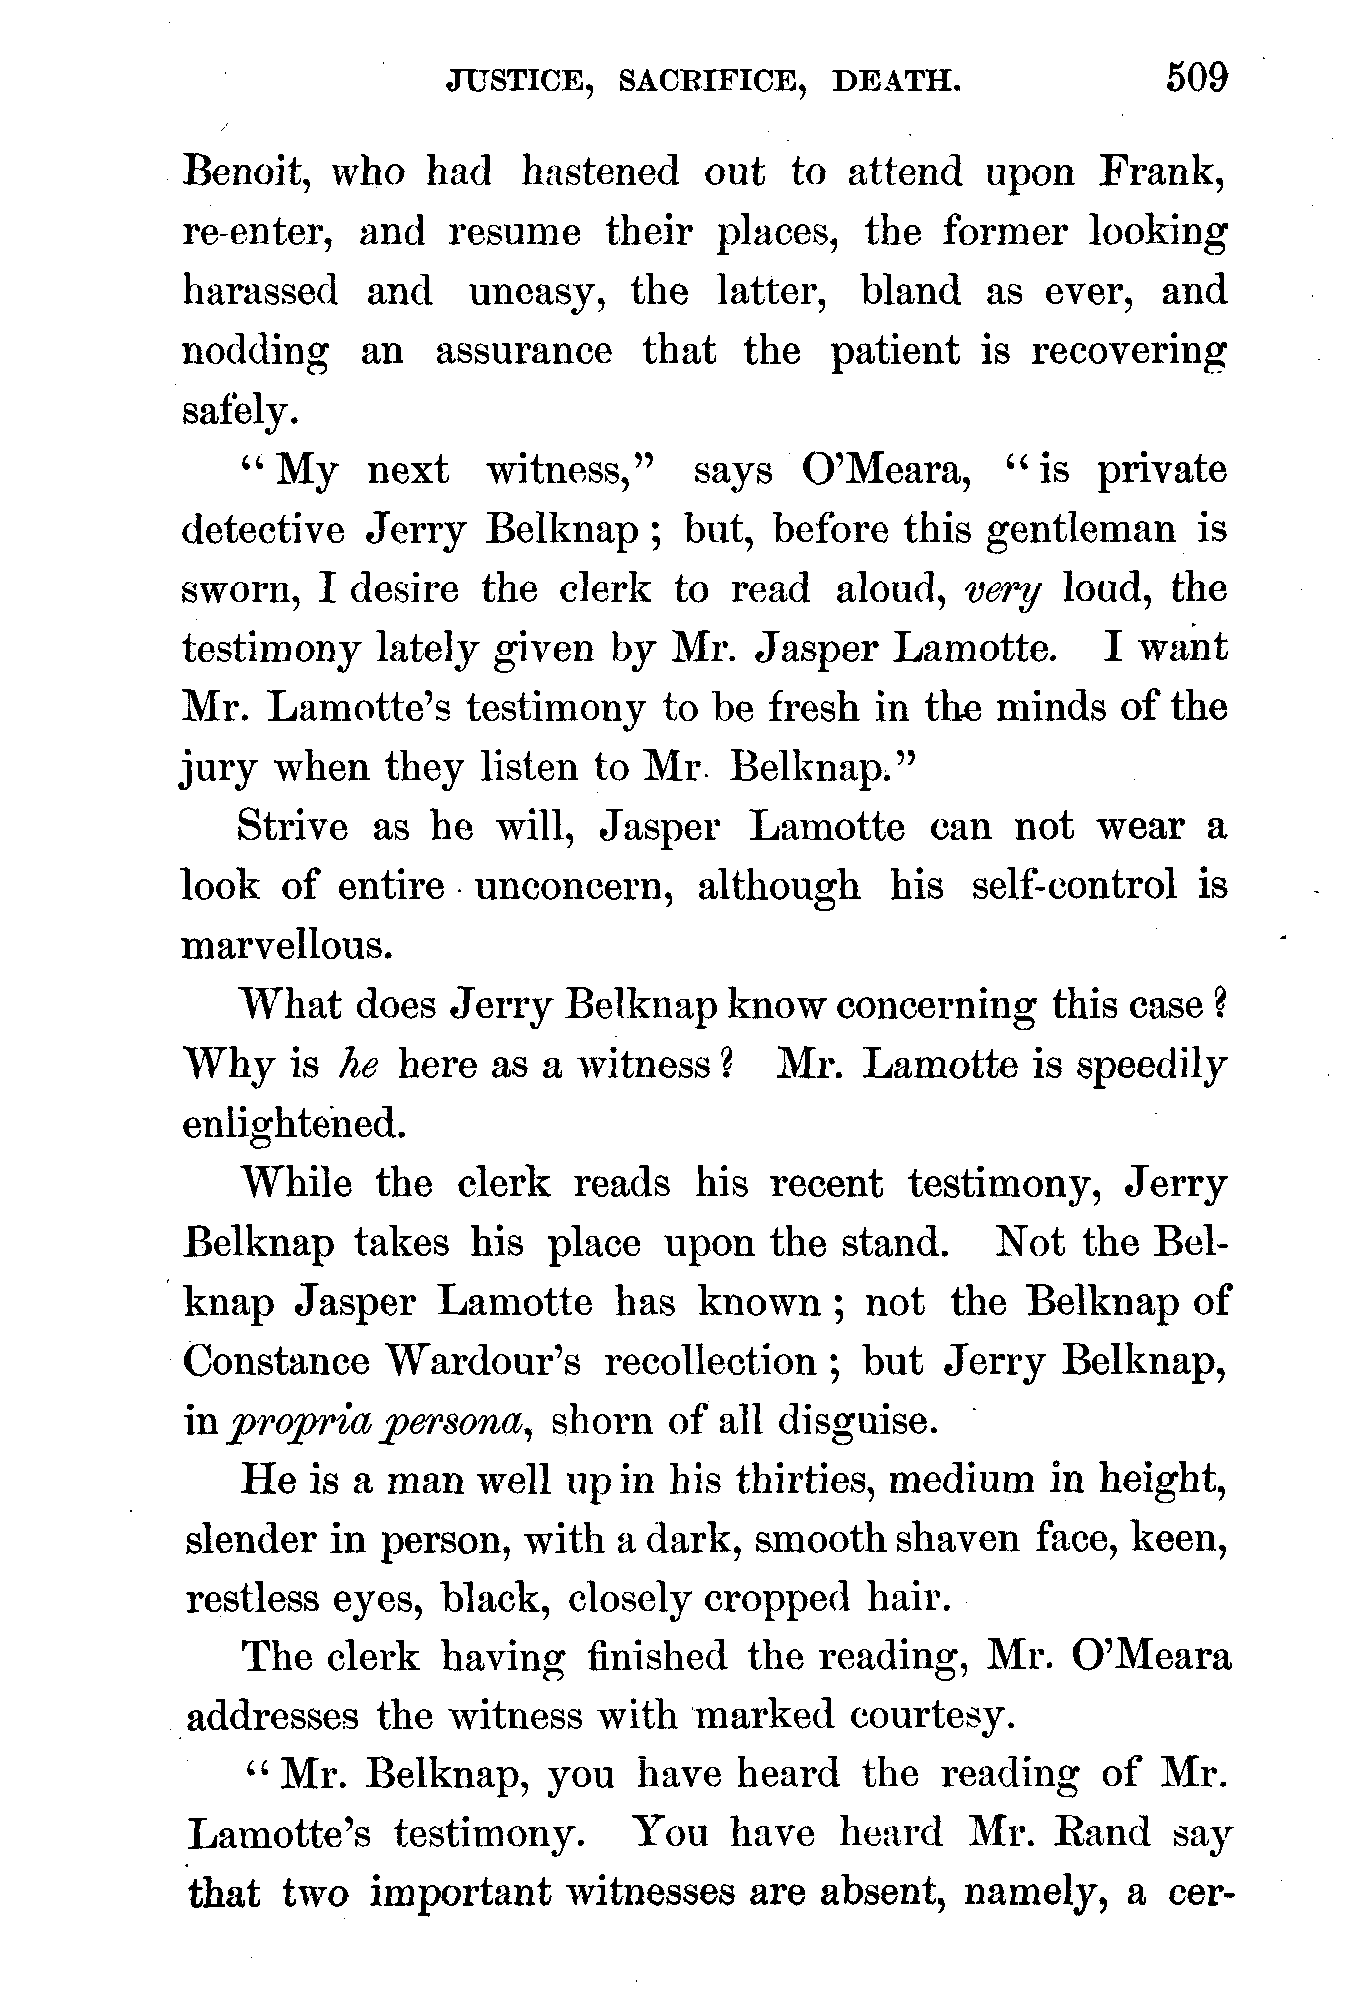 JUSTICE, SACRIFICE, DEATH. 509
Benoit, who had hastened out to attend upon Frank,
re-enter, and resume their places, the former looking
harassed and uneasy, the latter, bland as ever, and
nodding an assurance that the patient is recovering
safely.
“My next witness,” says O’Meara, “is private
detective Jerry Belknap; but, before this gentleman is
sworn, I desire the clerk to read aloud, very loud, the
testimony lately given by Mr. Jasper Lamotte. I want
Mr. Lamotte’s testimony to be fresh in the minds of the
jury when they listen to Mr. Belknap.”
Strive as he will, Jasper Lamotte can not wear a
look of entire unconcern, although his self-control is
marvellous.
What does Jerry Belknap know concerning this case?
Why is he here as a witness? Mr. Lamotte is speedily
enlightened.
While the clerk reads his recent testimony, Jerry
Belknap takes his place upon the stand. Not the Bel-
knap Jasper Lamotte has known; not the Belknap of
Constance Wardour’s recollection; but Jerry Belknap,
in propria persona, shorn of all disguise.
He is a man well up in his thirties, medium in height,
slender in person, with a dark, smooth shaven face, keen,
restless eyes, black, closely cropped hair.
The clerk having finished the reading, Mr. O’Meara
addresses the witness with marked courtesy.
“Mr. Belknap, you have heard the reading of Mr.
Lamotte’s testimony. You have heard Mr. Rand say
that two important witnesses are absent, namely, a cer-